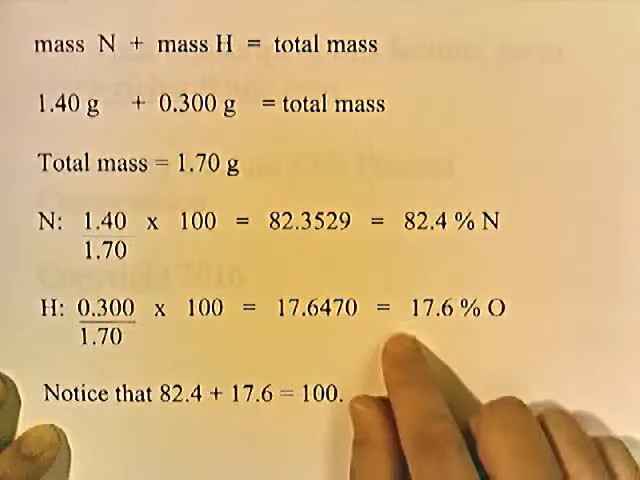 mass N + mass H = total mass
1.40 g + 0.300 g = total mass
Total mass = 1.70 g
N: 1.40 x 100 = 82.3529 = 82.4 % N
1.70
H: 0.300 x 100 = 17.6470 = 17.6 % O
1.70
Notice that 82.4 + 17.6 = 100.